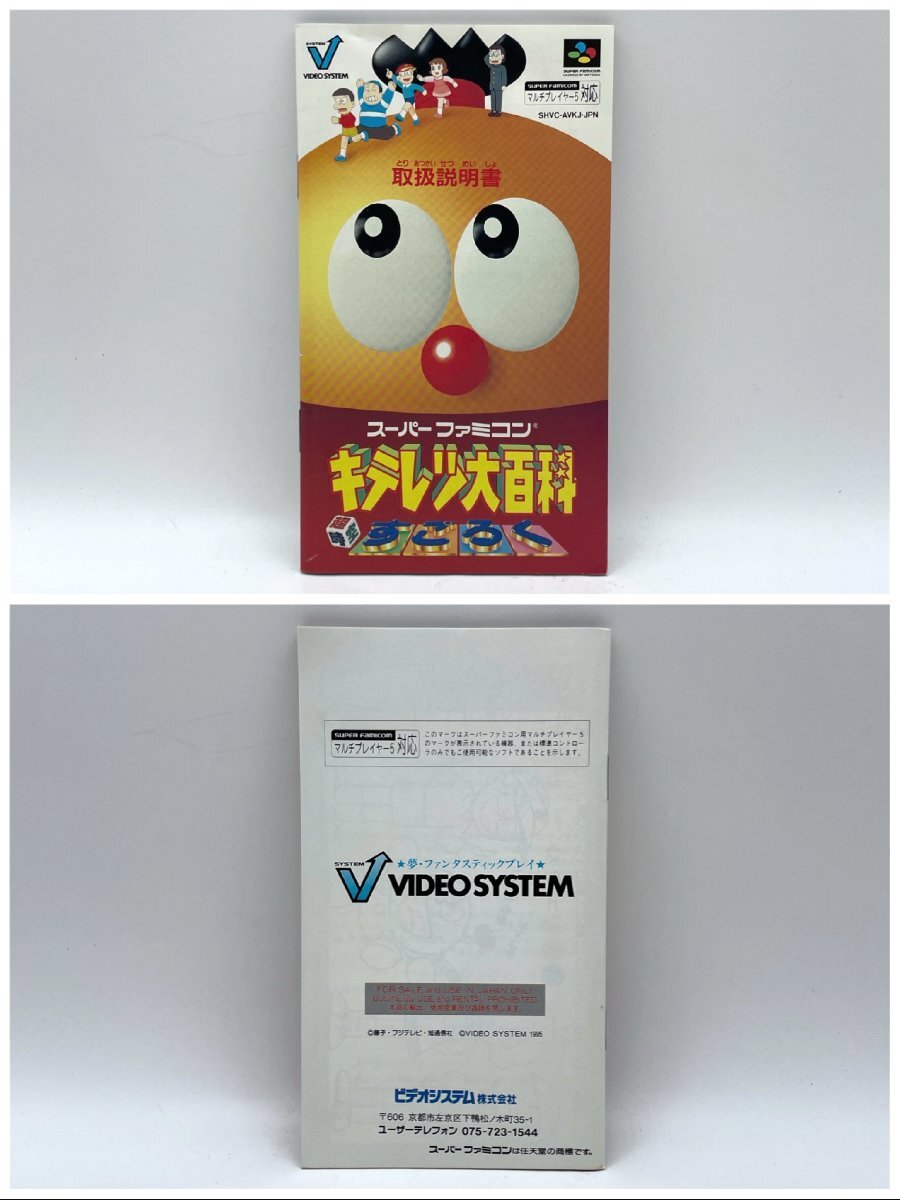 SYSTEM
VIDEO SYSTEM
SUPER FAMICOM
SUPER FAMICOM
マルチプレイヤー5 対応
SHVC-AVKJ-JPN
とり あつかい せつ めい しょ
取扱説明書
スーパーファミコン®
キテレツ大百科
超時空
すごろく
SUPER FAMICOM
マルチプレイヤー5 対応
このマークはスーパーファミコン用マルチプレイヤー5
のマークが表示されている機器、または標準コントロー
ラのみでもご使用可能なソフトであることを示します。
★夢・ファンタスティックプレイ★
SYSTEM
VIDEO SYSTEM
FOR SALE and USE IN JAPAN ONLY
BUSINESS USE and RENTAL PROHIBITED
©藤子・フジテレビ・旭通信社 ©VIDEO SYSTEM 1995
ビデオシステム株式会社
〒606 京都市左京区下鴨松ノ木町35-1
ユーザーテレフォン 075-723-1544
スーパーファミコンは任天堂の商標です。